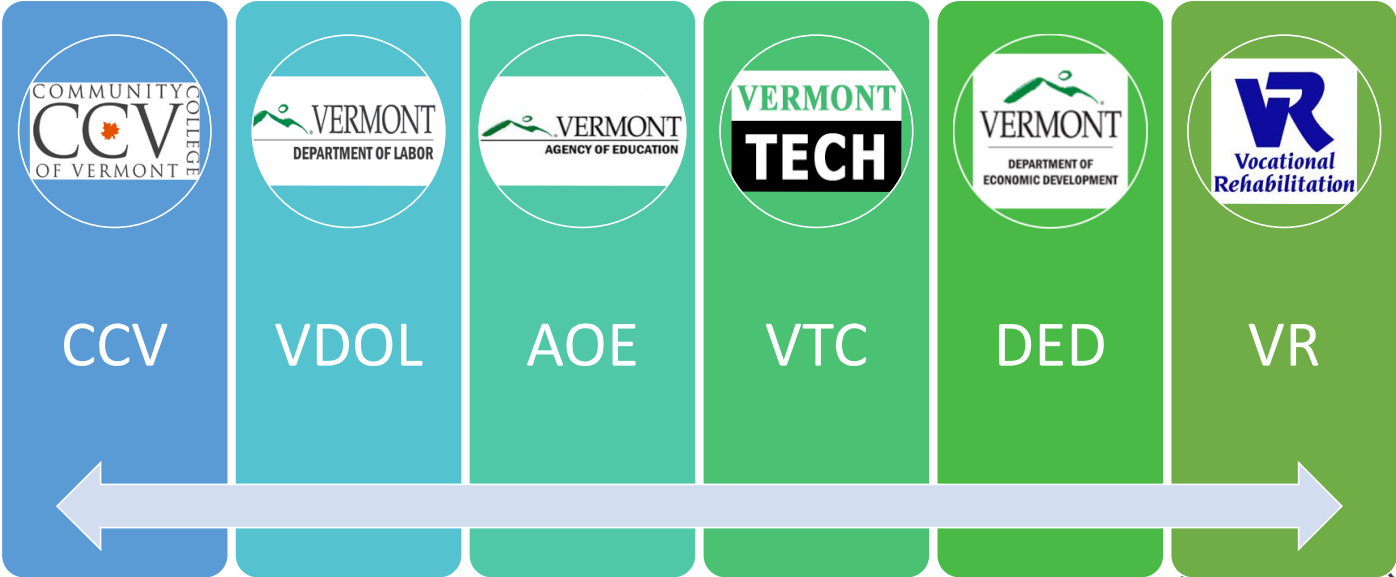 COMMUNITY
COLLEGE
CCV
OF VERMONT
VERMONT
DEPARTMENT OF LABOR
VERMONT
AGENCY OF EDUCATION
VERMONT
TECH
VERMONT
DEPARTMENT OF
ECONOMIC DEVELOPMENT
VR
Vocational
Rehabilitation
CCV
VDOL
AOE
VTC
DED
VR